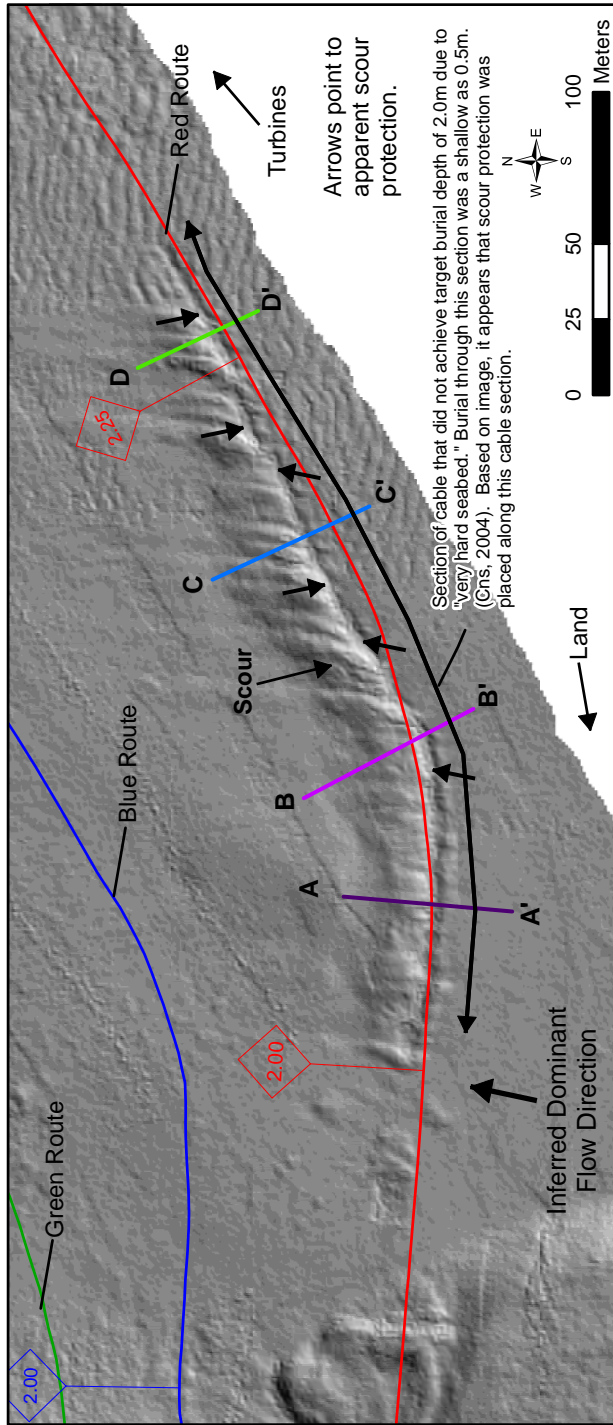 Green Route
2.00
Blue Route
Red Route
Turbines
Arrows point to
apparent scour
protection.
2.25
D
D'
C
C'
Scour
B
B'
A
A'
2.00
Section of cable that did not achieve target burial depth of 2.0m due to
"very hard seabed." Burial through this section was a shallow as 0.5m.
(Cns, 2004). Based on image, it appears that scour protection was
placed along this cable section.
Inferred Dominant
Flow Direction
Land
N
W E
S
0 25 50 100
Meters